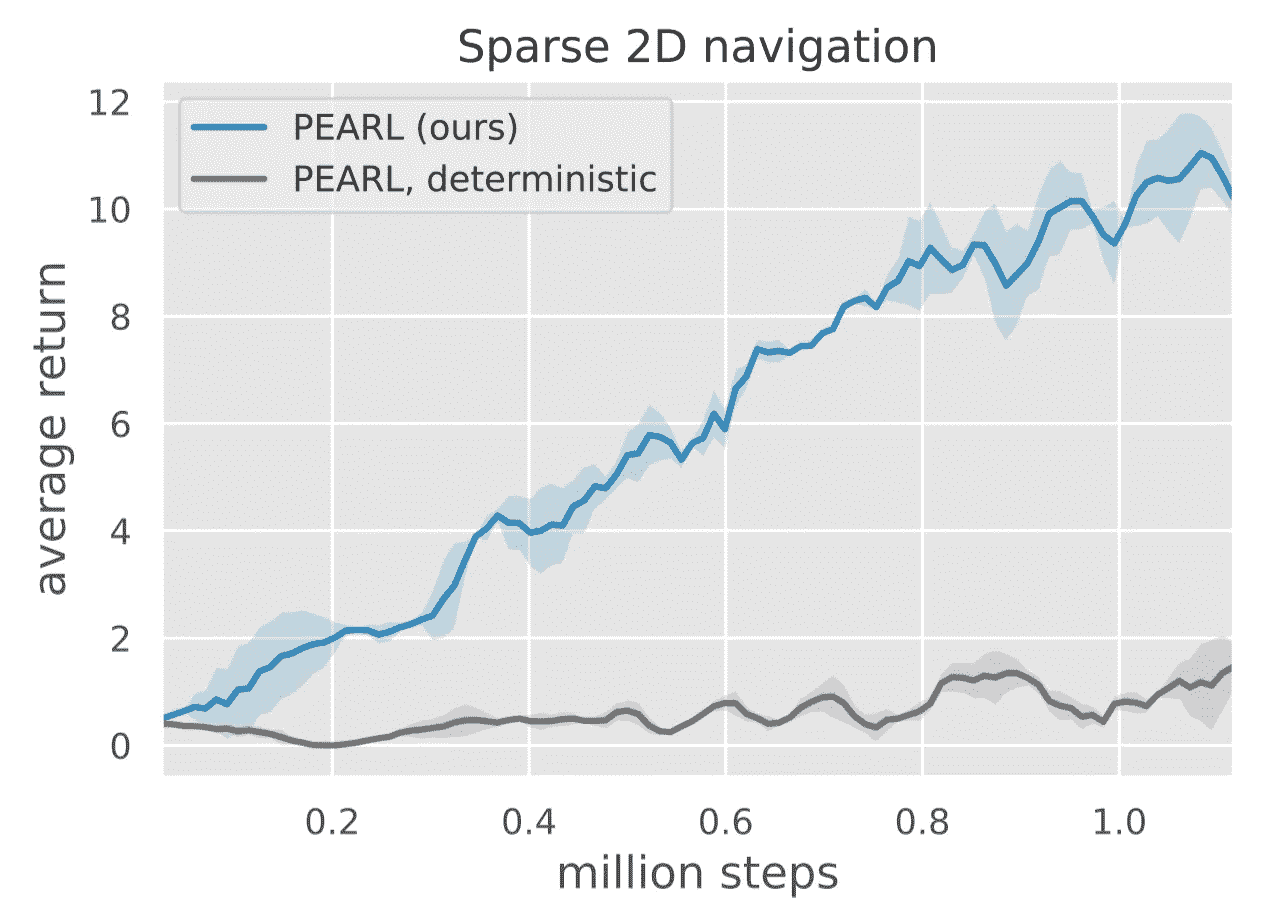 Sparse 2D navigation
PEARL (ours)
PEARL, deterministic
average return
12
10
8
6
4
2
0
0.2 0.4 0.6 0.8 1.0
million steps